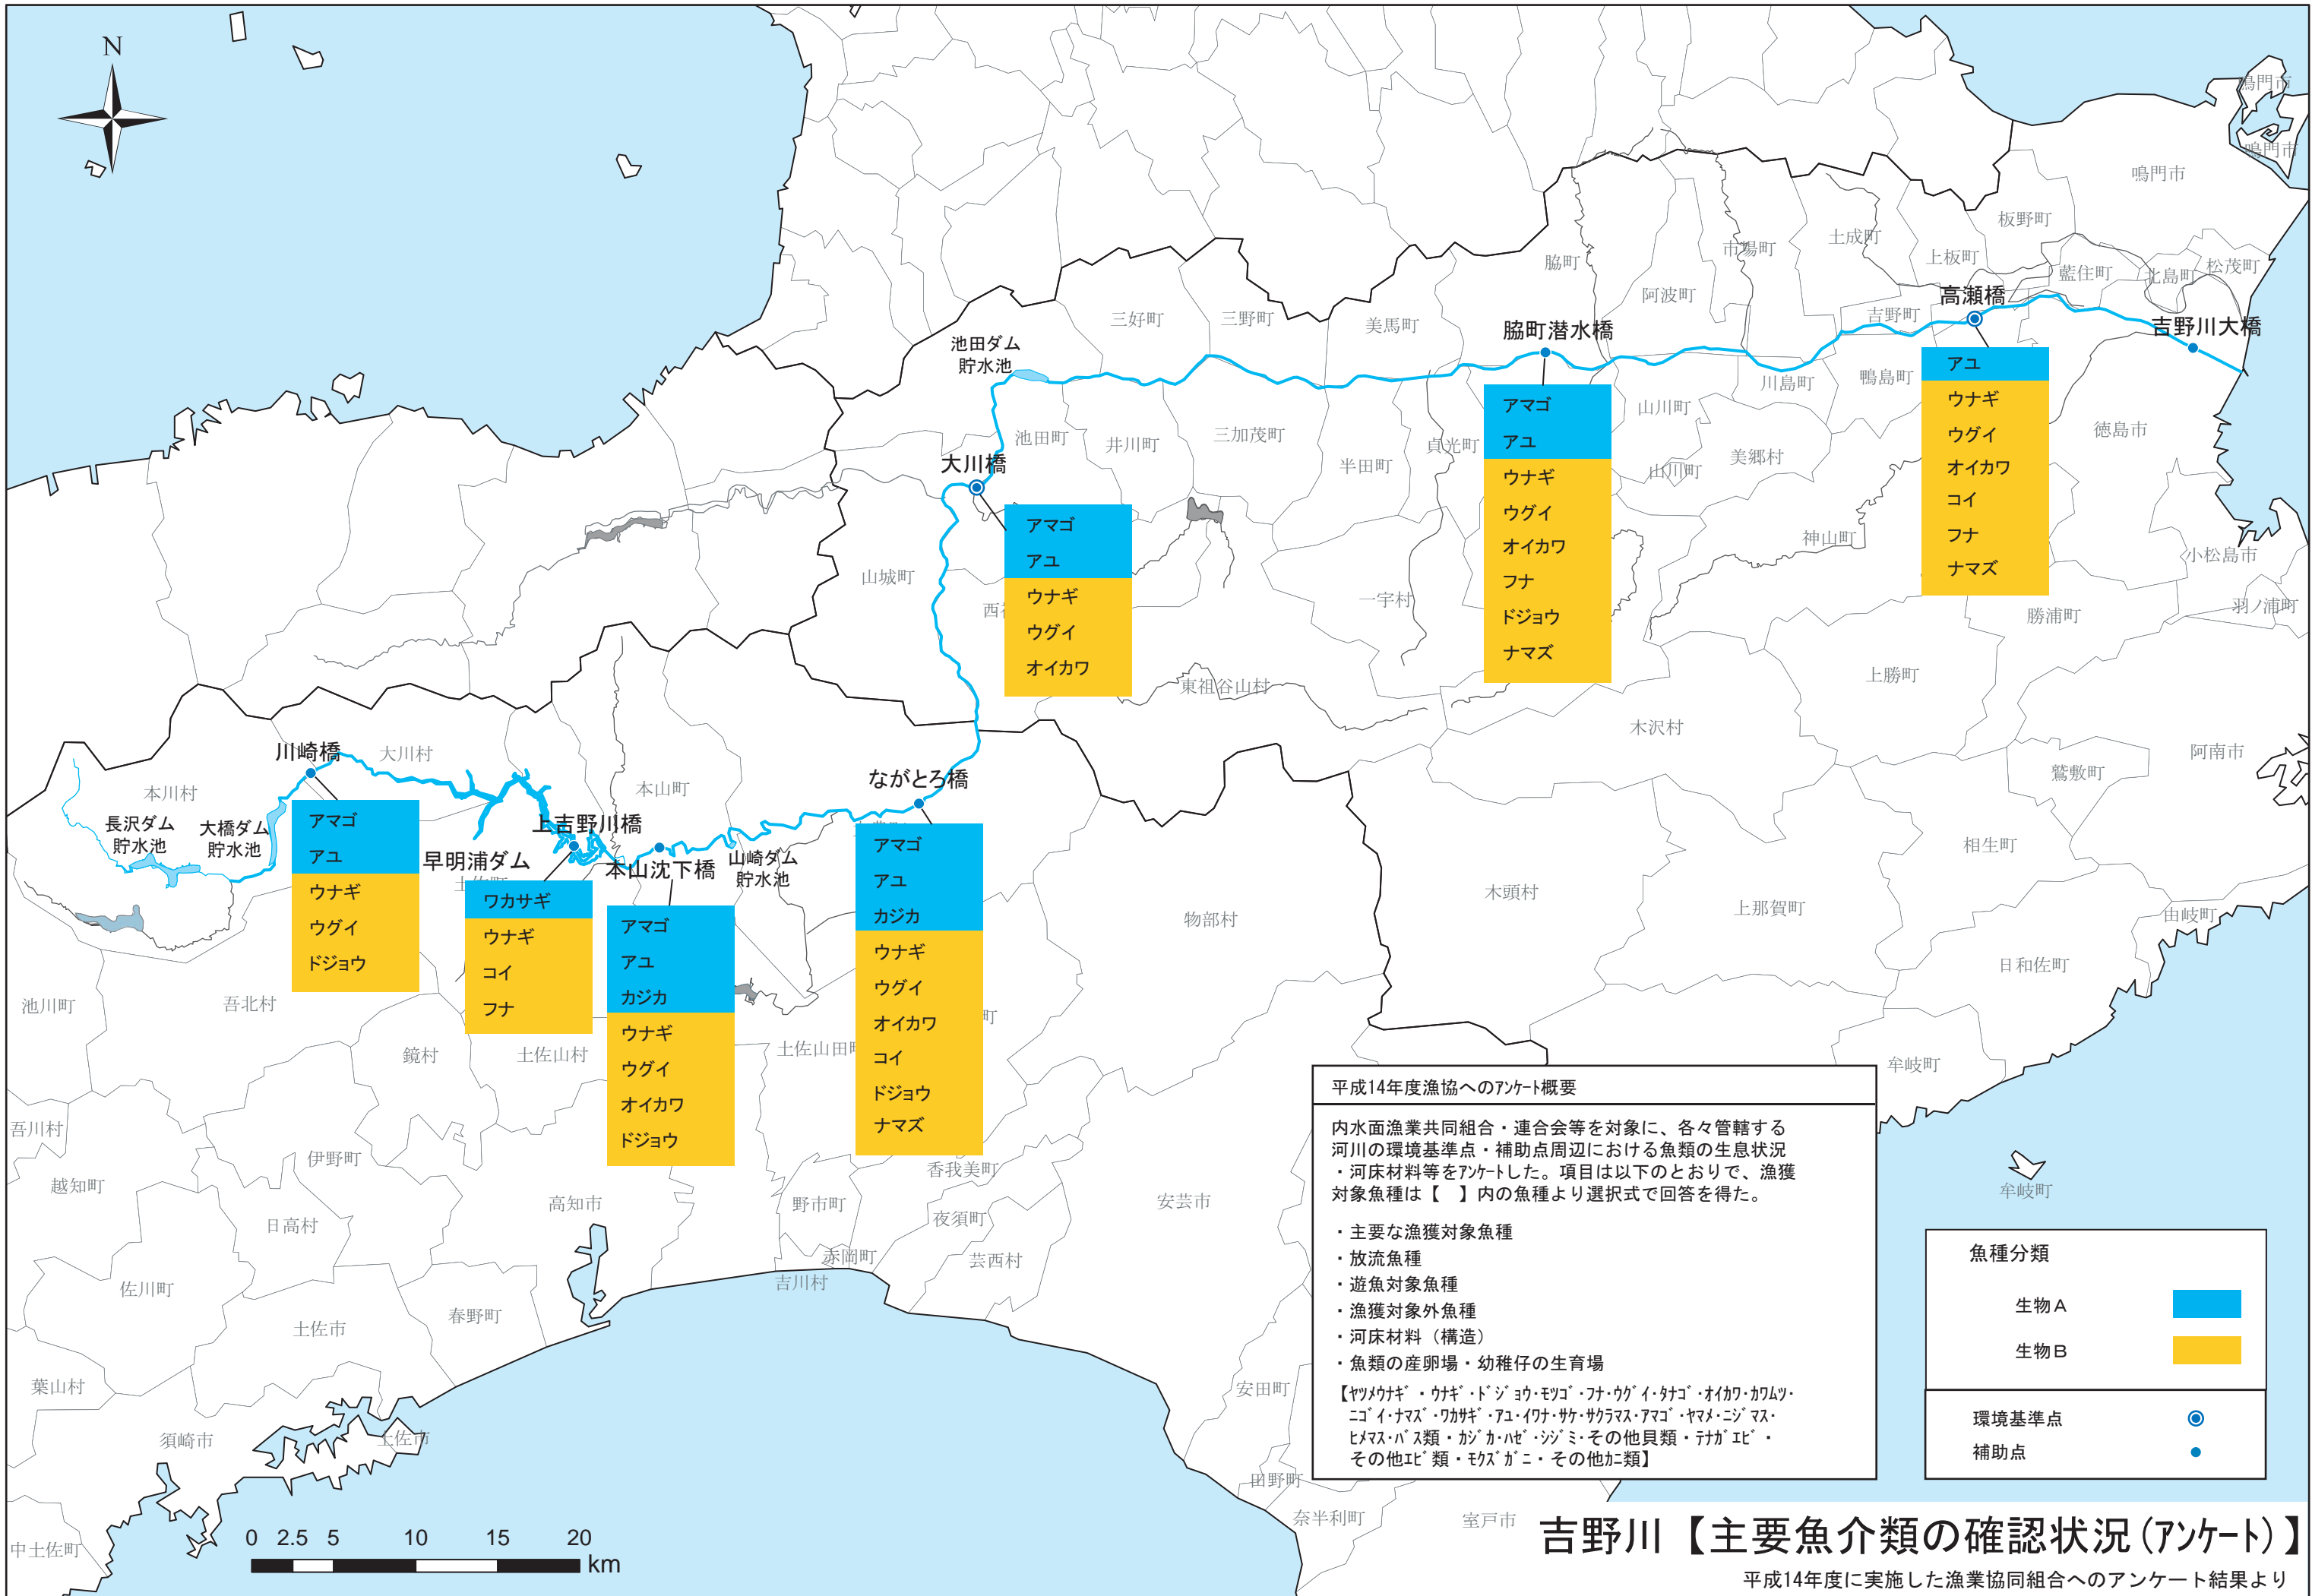 N
鳴門市
鳴門市
鳴門市
板野町
土成町
市場町
上板町
脇町
藍住町
北島町
松茂町
阿波町
高瀬橋
吉野町
三好町
三野町
美馬町
脇町潜水橋
吉野川大橋
池田ダム
貯水池
アユ
ウナギ
ウグイ
オイカワ
コイ
フナ
ナマズ
川島町
鴨島町
徳島市
アマゴ
アユ
ウナギ
ウグイ
オイカワ
フナ
ドジョウ
ナマズ
山川町
池田町
井川町
三加茂町
貞光町
半田町
山川町
美郷村
大川橋
アマゴ
アユ
ウナギ
ウグイ
オイカワ
神山町
小松島市
山城町
一宇村
羽ノ浦町
勝浦町
上勝町
東祖谷山村
木沢村
阿南市
鷲敷町
川崎橋
大川村
本川村
本山町
ながとろ橋
長沢ダム
貯水池
大橋ダム
貯水池
アマゴ
アユ
ウナギ
ウグイ
ドジョウ
上吉野川橋
早明浦ダム
本山沈下橋
山崎ダム
貯水池
ワカサギ
ウナギ
コイ
フナ
アマゴ
アユ
カジカ
ウナギ
ウグイ
オイカワ
ドジョウ
アマゴ
アユ
カジカ
ウナギ
ウグイ
オイカワ
コイ
ドジョウ
ナマズ
町
相生町
木頭村
上那賀町
物部村
由岐町
日和佐町
池川町
吾北村
鏡村
土佐山村
土佐山田町
牟岐町
吾川村
伊野町
越知町
香我美町
高知市
野市町
夜須町
安芸市
牟岐町
日高村
赤岡町
芸西村
吉川村
佐川町
春野町
土佐市
葉山村
安田町
須崎市
土佐市
田野町
奈半利町
室戸市
中土佐町
平成14年度漁協へのｱﾝｹｰﾄ概要
内水面漁業共同組合・連合会等を対象に、各々管轄する
河川の環境基準点・補助点周辺における魚類の生息状況
・河床材料等をｱﾝｹｰﾄした。項目は以下のとおりで、漁獲
対象魚種は【　】内の魚種より選択式で回答を得た。
・主要な漁獲対象魚種
・放流魚種
・遊魚対象魚種
・漁獲対象外魚種
・河床材料（構造）
・魚類の産卵場・幼稚仔の生育場
【ﾔﾂﾒｳﾅｷﾞ・ｳﾅｷﾞ・ﾄﾞｼﾞｮｳ・ﾓﾂｺﾞ・ﾌﾅ・ｳｸﾞｲ・ﾀﾅｺﾞ・ｵｲｶﾜ・ｶﾜﾑﾂ・
ﾆｺﾞｲ・ﾅﾏｽﾞ・ﾜｶｻｷﾞ・ｱﾕ・ｲﾜﾅ・ｻｹ・ｻｸﾗﾏｽ・ｱﾏｺﾞ・ﾔﾏﾒ・ﾆｼﾞﾏｽ・
ﾋﾒﾏｽ・ﾊﾞｽ類・ｶｼﾞｶ・ﾊｾﾞ・ｼｼﾞﾐ・その他貝類・ﾃﾅｶﾞｴﾋﾞ・
その他ｴﾋﾞ類・ﾓｸｽﾞｶﾞﾆ・その他ｶﾆ類】
魚種分類
生物Ａ
生物Ｂ
環境基準点
補助点
0 2.5 5 10 15 20
km
吉野川【主要魚介類の確認状況（ｱﾝｹｰﾄ）】
平成14年度に実施した漁業協同組合へのアンケート結果より